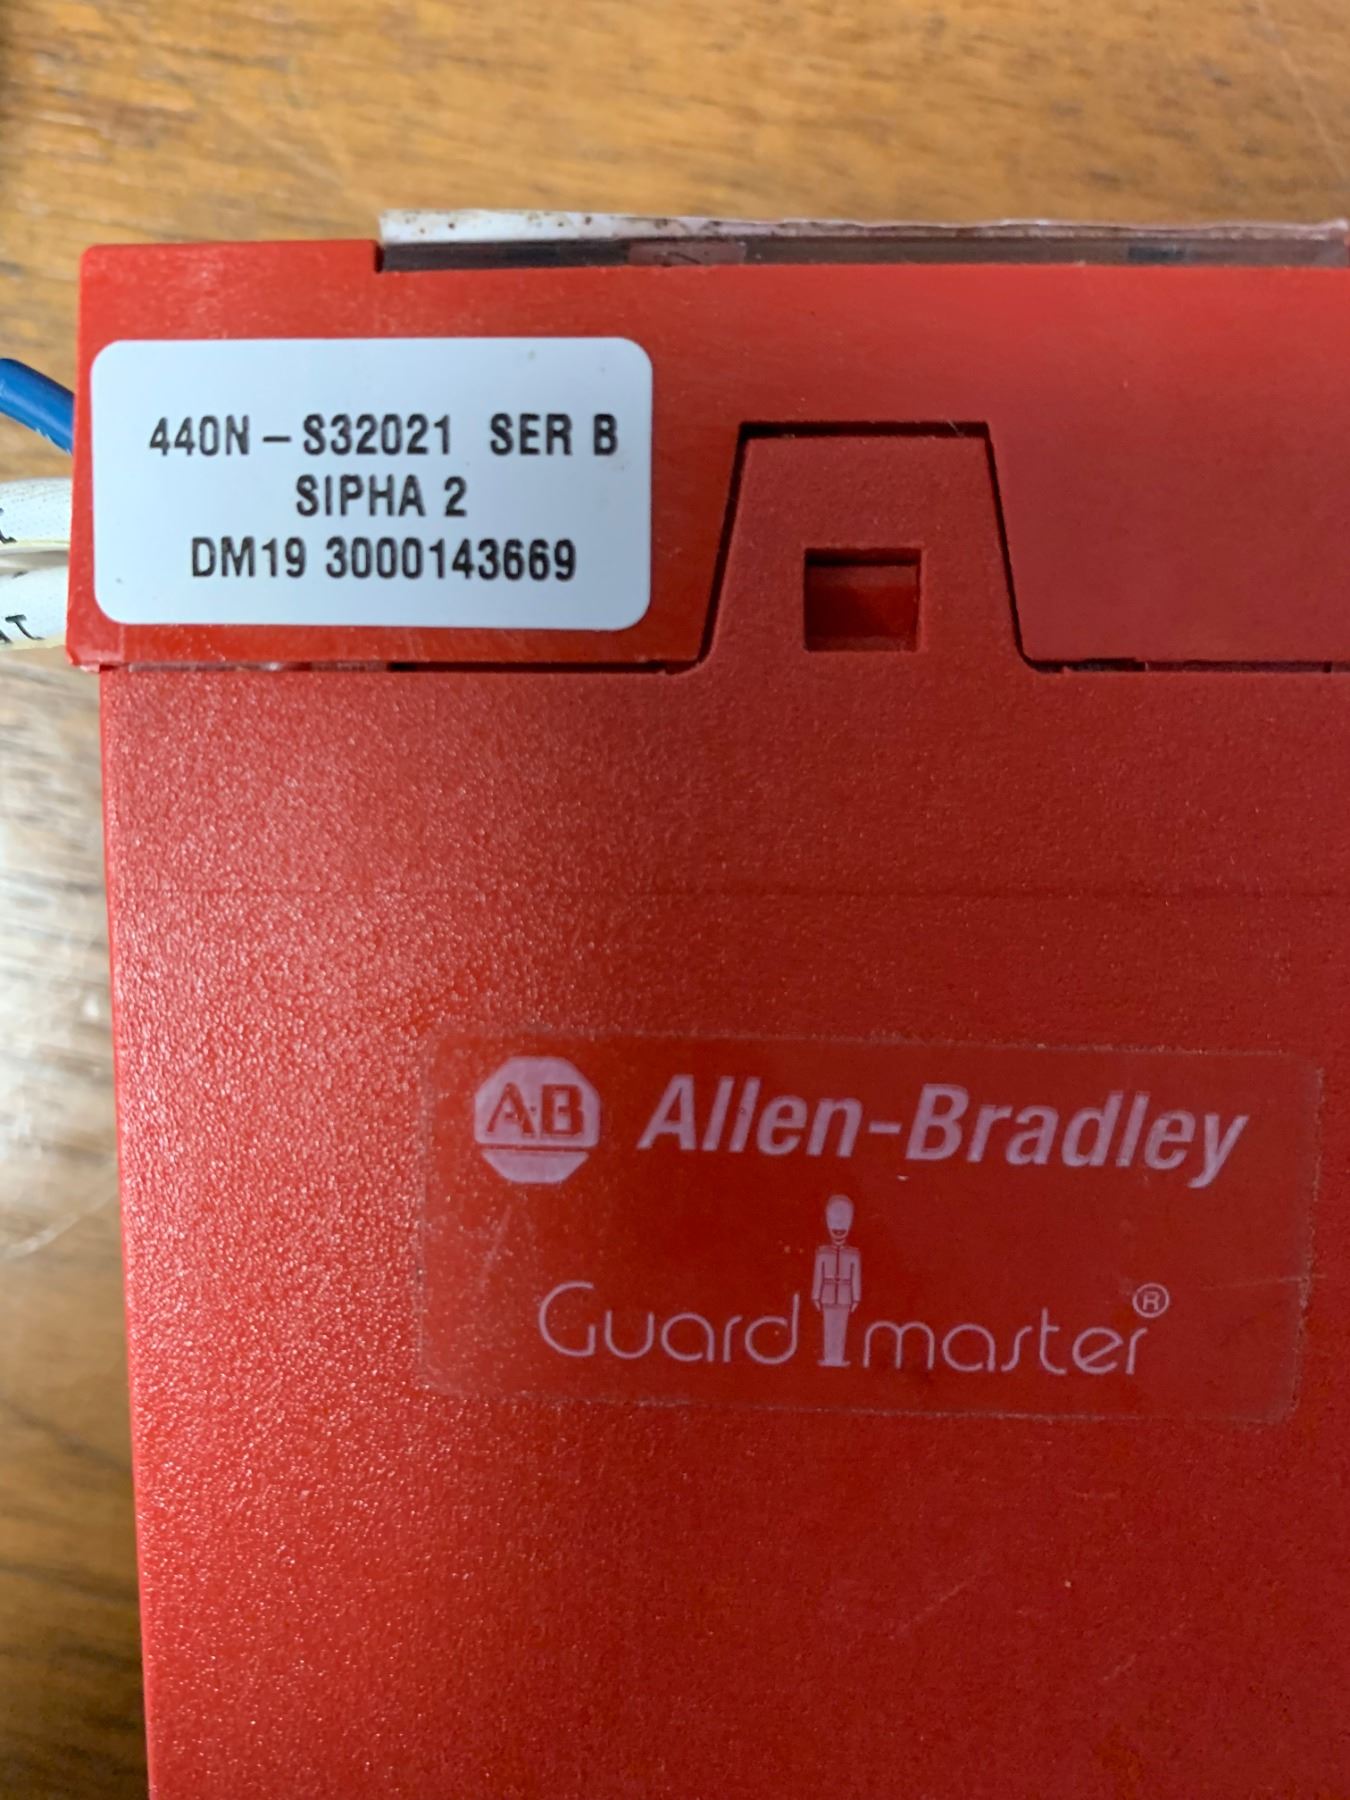 440N-S32021 SER B
SIPHA 2
DM19 3000143669
AB Allen-Bradley
Guardmaster®